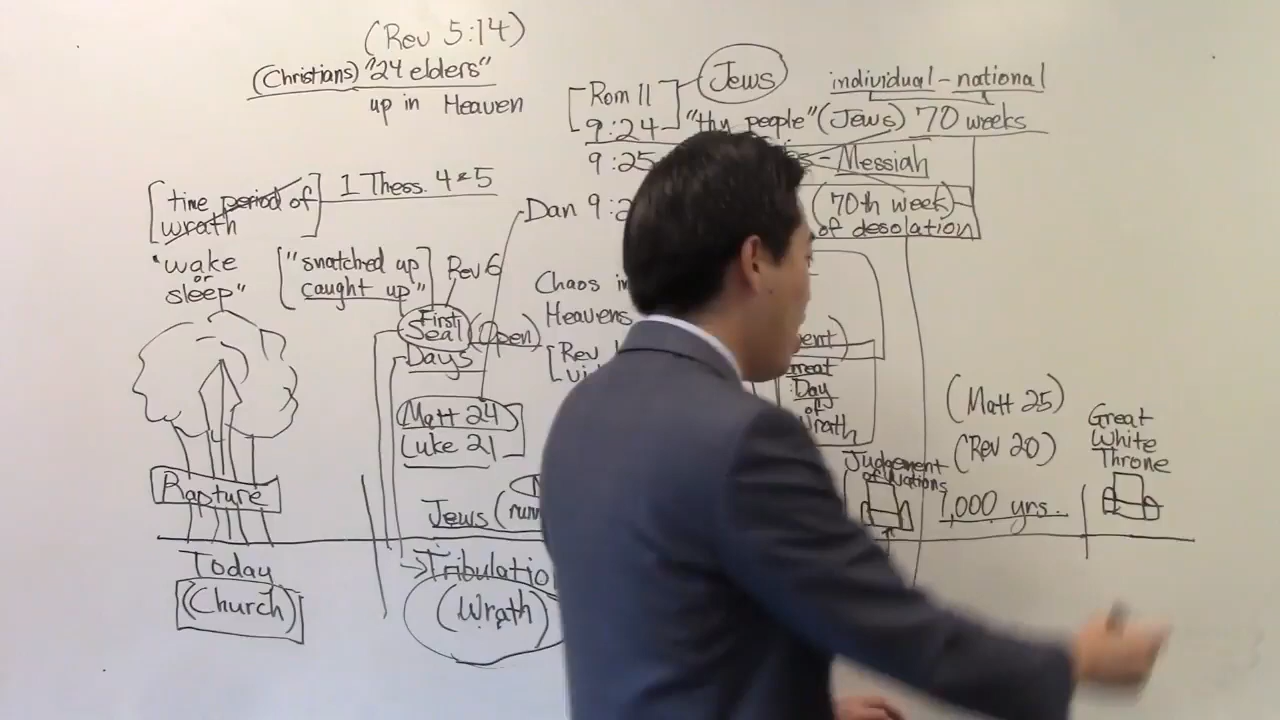 (Rev 5:14)
(Christians) "24 elders"
up in Heaven
Jews
individual - national
Rom 11
9:24 "thy people" (Jews) 70 weeks
9:25 - Messiah
(70th week)
of desolation
Dan 9:2
[time period of wrath] 1 Thess. 4 & 5
"wake
or
sleep"
["snatched up
caught up"]
Rev 6
First
Seal (Open)
Days
Chaos in
Heavens
[Rev
Matt 24
Luke 21
Day
of
(Matt 25)
(Rev 20)
Great
White
Throne
Judgement
of Nations
1,000 yrs.
Rapture
Jews
Today
(Church)
Tribulatio
(Wrath)